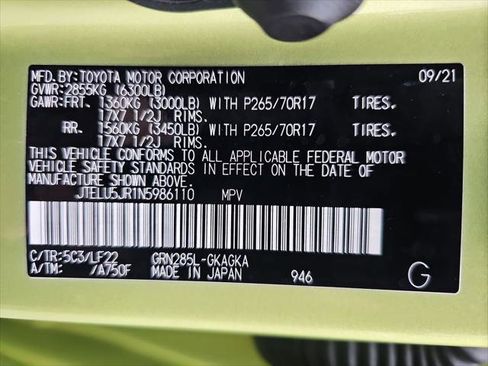 MFD.BY:TOYOTA MOTOR CORPORATION 09/21
GVWR:2855KG (6300LB)
GAWR:FRT. 1360KG (3000LB) WITH P265/70R17 TIRES.
17X7 1/2J RIMS.
RR. 1560KG (3450LB) WITH P265/70R17 TIRES.
17X7 1/2J RIMS.
THIS VEHICLE CONFORMS TO ALL APPLICABLE FEDERAL MOTOR
VEHICLE SAFETY STANDARDS IN EFFECT ON THE DATE OF
MANUFACTURE SHOWN ABOVE.
JTELU5JR1N5986110 MPV
C/TR:5C3/LF22 GRN285L-GKAGKA
A/TM: /A750F MADE IN JAPAN 946 G